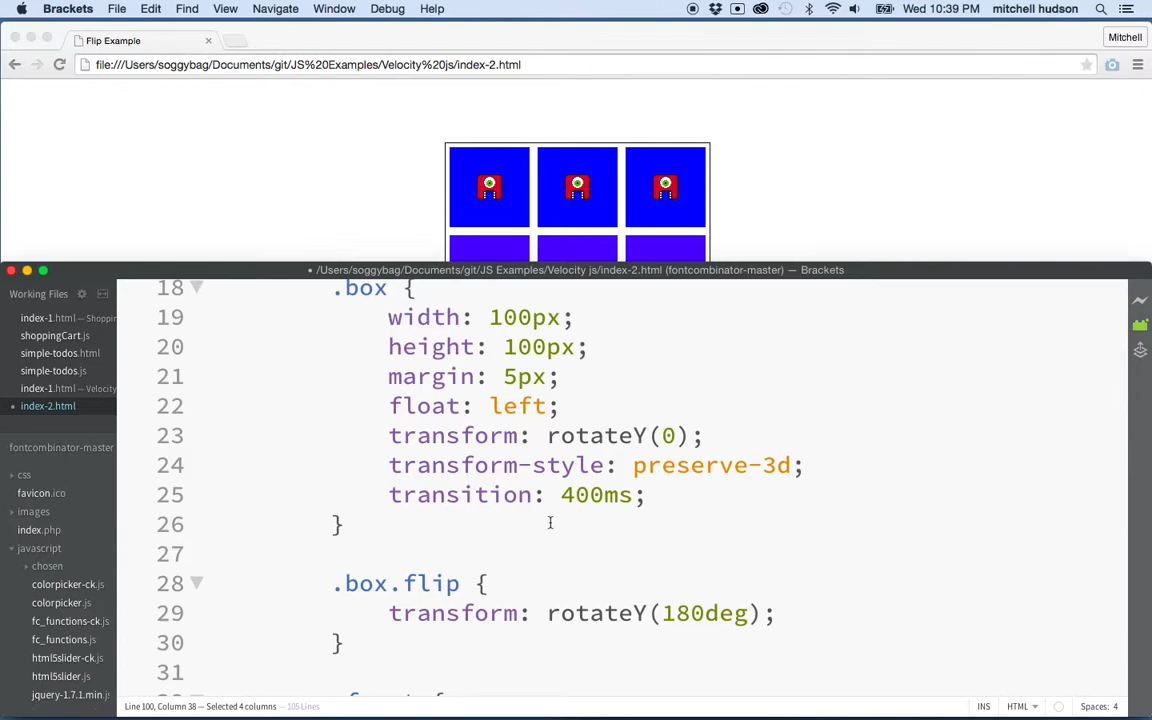 Brackets File Edit Find View Navigate Window Debug Help Wed 10:39 PM mitchell hudson
Flip Example Mitchell
file:///Users/soggybag/Documents/git/JS%20Examples/Velocity%20js/index-2.html
• /Users/soggybag/Documents/git/JS Examples/Velocity js/index-2.html (fontcombinator-master) — Brackets
Working Files
index-1.html — Shoppin
shoppingCart.js
simple-todos.html
simple-todos.js
index-1.html — Velocity
index-2.html
fontcombinator-master
css
favicon.ico
images
index.php
javascript
chosen
colorpicker-ck.js
colorpicker.js
fc_functions-ck.js
fc_functions.js
html5slider-ck.js
html5slider.js
jquery-1.7.1.min.js
18 .box {
19 width: 100px;
20 height: 100px;
21 margin: 5px;
22 float: left;
23 transform: rotateY(0);
24 transform-style: preserve-3d;
25 transition: 400ms;
26 }
27
28 .box.flip {
29 transform: rotateY(180deg);
30 }
31
Line 100, Column 38 — Selected 4 columns — 105 Lines INS HTML Spaces: 4